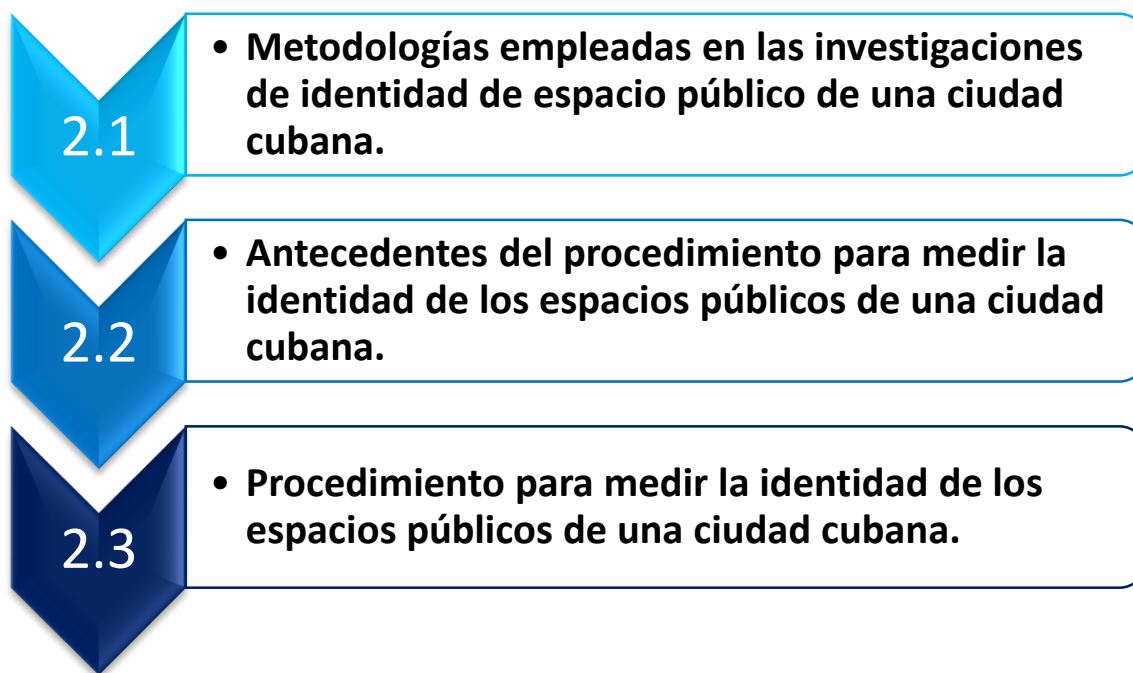 2.1
• Metodologías empleadas en las investigaciones
de identidad de espacio público de una ciudad
cubana.
2.2
• Antecedentes del procedimiento para medir la
identidad de los espacios públicos de una ciudad
cubana.
2.3
• Procedimiento para medir la identidad de los
espacios públicos de una ciudad cubana.